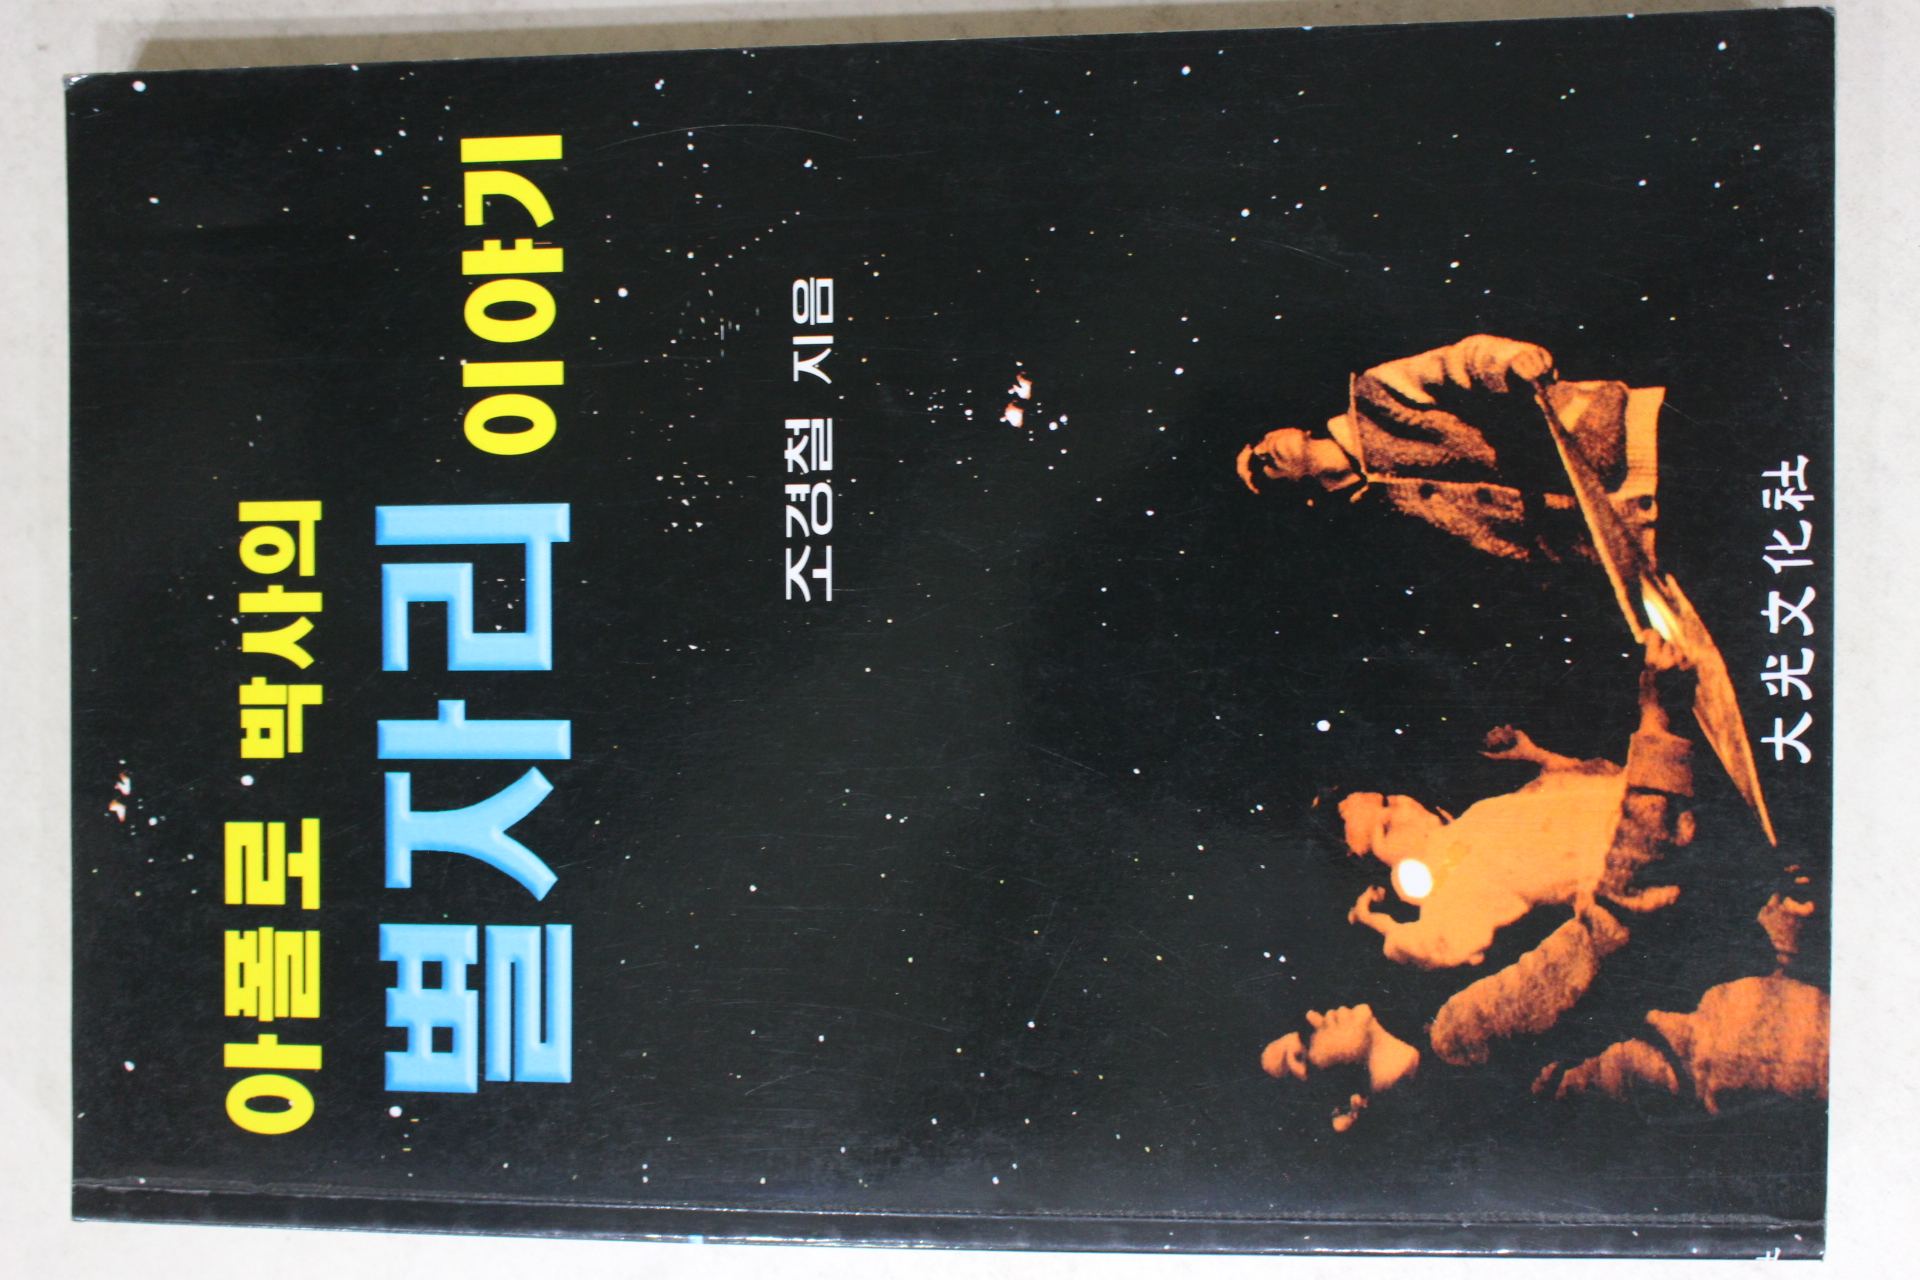 아폴로 박사의
별자리 이야기
조경철 지음
大光文化社